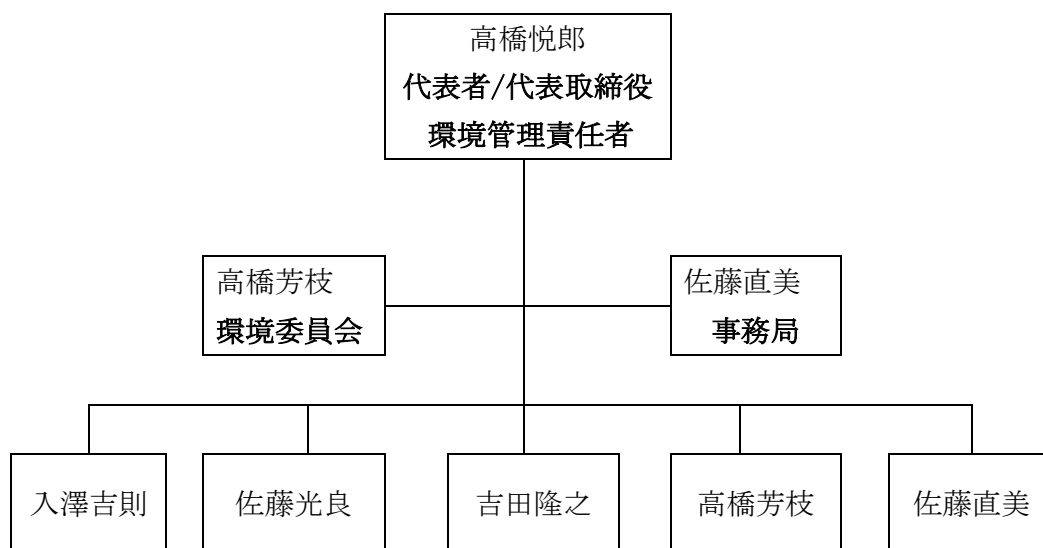 高橋悦郎
代表者/代表取締役
環境管理責任者
高橋芳枝
環境委員会
佐藤直美
事務局
入澤吉則
佐藤光良
吉田隆之
高橋芳枝
佐藤直美